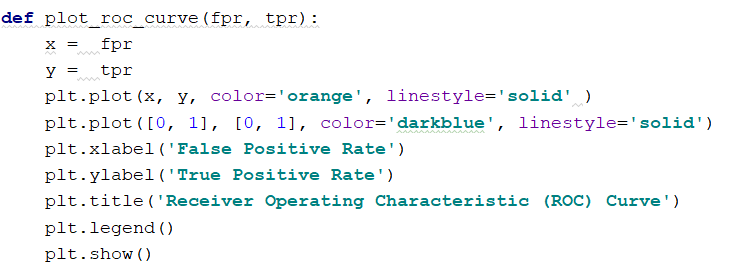 def plot_roc_curve(fpr, tpr):
    x =  fpr
    y =  tpr
    plt.plot(x, y, color='orange', linestyle='solid' )
    plt.plot([0, 1], [0, 1], color='darkblue', linestyle='solid')
    plt.xlabel('False Positive Rate')
    plt.ylabel('True Positive Rate')
    plt.title('Receiver Operating Characteristic (ROC) Curve')
    plt.legend()
    plt.show()